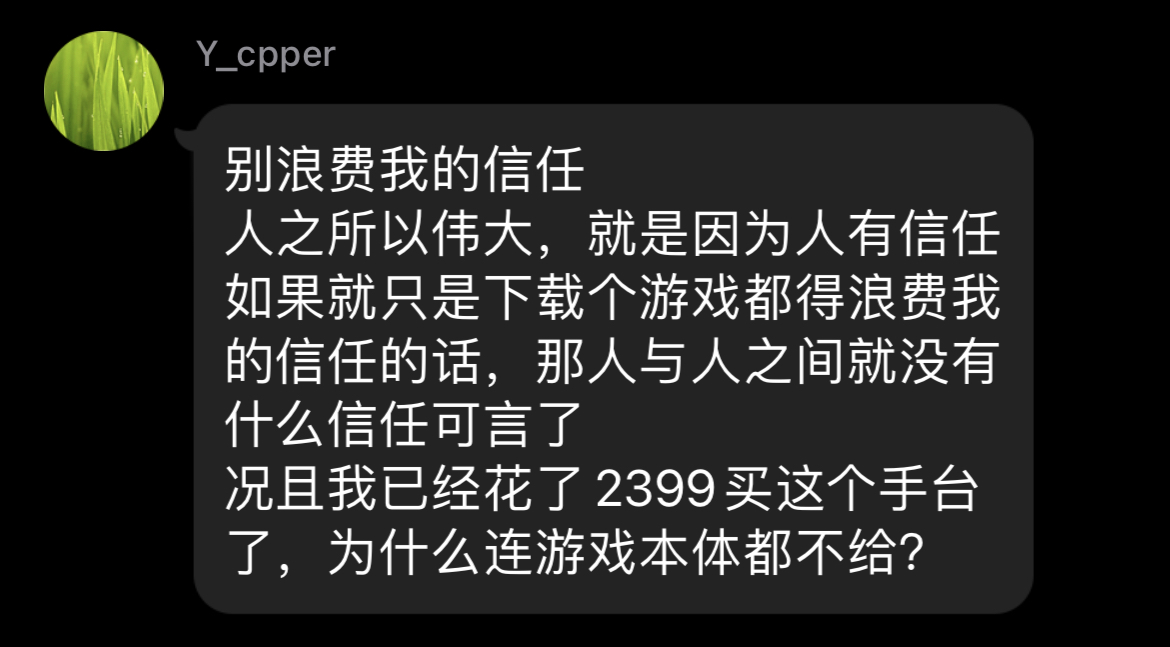 Y_cpper
别浪费我的信任
人之所以伟大，就是因为人有信任
如果就只是下载个游戏都得浪费我
的信任的话，那人与人之间就没有
什么信任可言了
况且我已经花了2399买这个手台
了，为什么连游戏本体都不给？